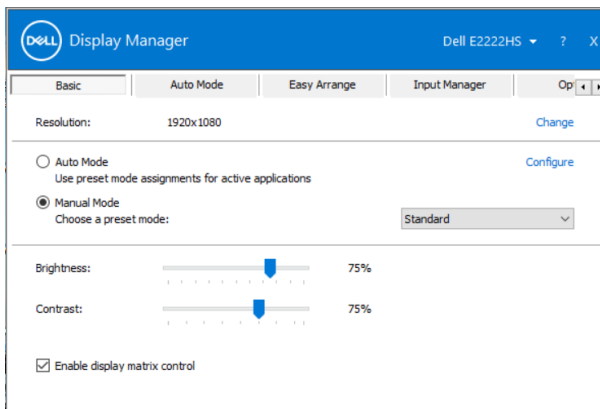 DELL Display Manager Dell E2222HS ? X
Basic Auto Mode Easy Arrange Input Manager
Resolution: 1920x1080 Change
Auto Mode Configure
Use preset mode assignments for active applications
Manual Mode
Choose a preset mode: Standard
Brightness: 75%
Contrast: 75%
Enable display matrix control